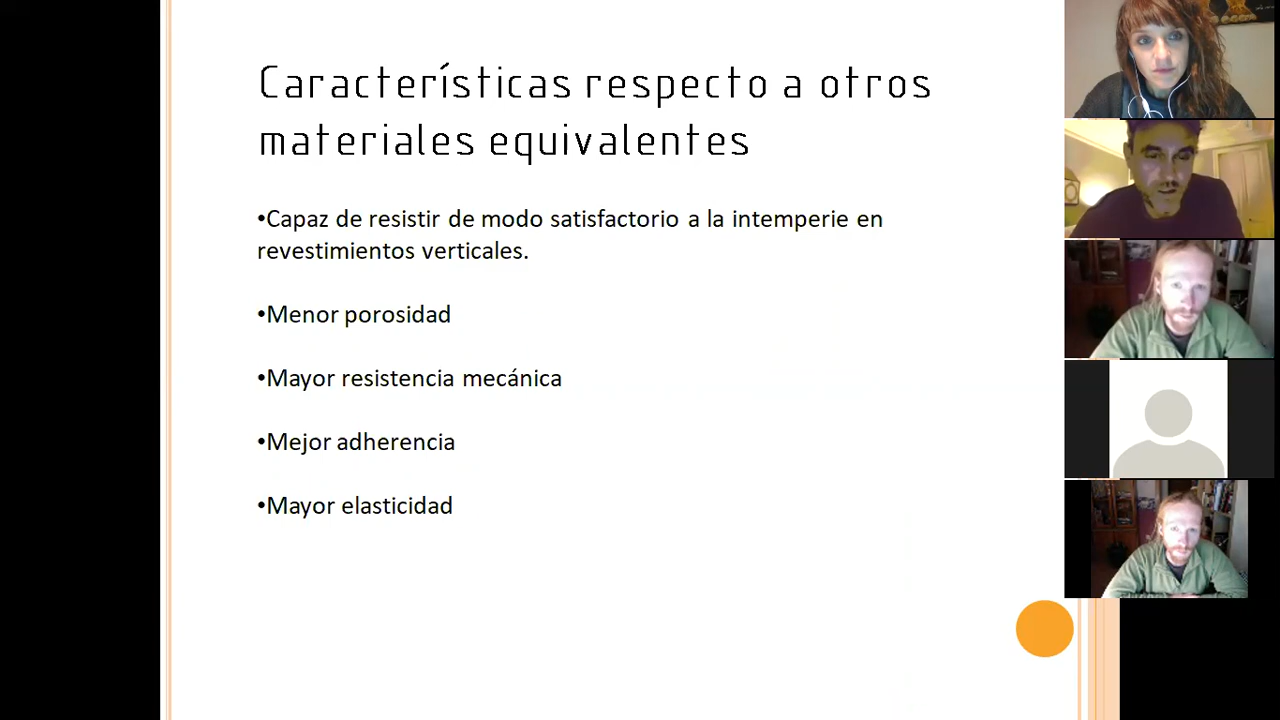 Características respecto a otros
materiales equivalentes
•Capaz de resistir de modo satisfactorio a la intemperie en
revestimientos verticales.
•Menor porosidad
•Mayor resistencia mecánica
•Mejor adherencia
•Mayor elasticidad